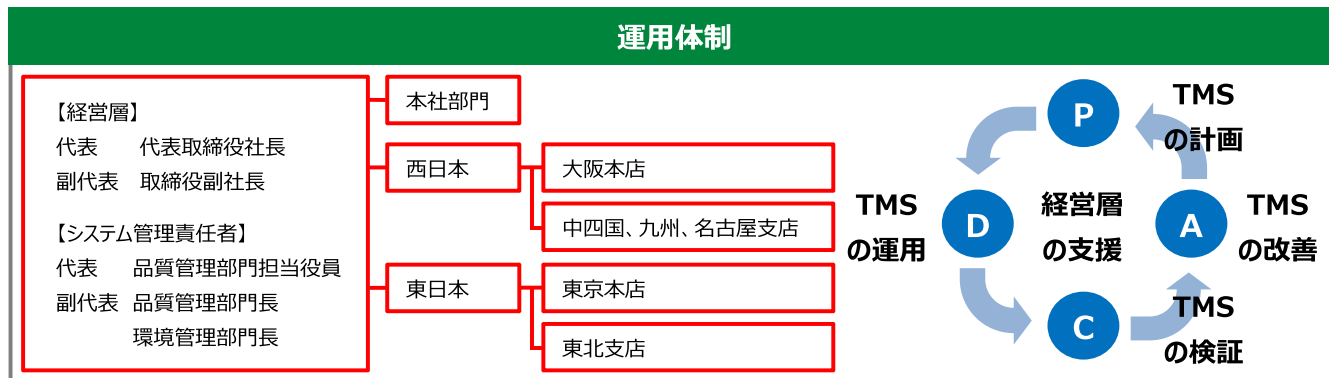 運用体制
【経営層】
代表 代表取締役社長
副代表 取締役副社長
【システム管理責任者】
代表 品質管理部門担当役員
副代表 品質管理部門長
環境管理部門長
本社部門
西日本
大阪本店
中四国、九州、名古屋支店
東日本
東京本店
東北支店
P
TMS
の計画
D
TMS
の運用
経営層
の支援
A
TMS
の改善
C
TMS
の検証